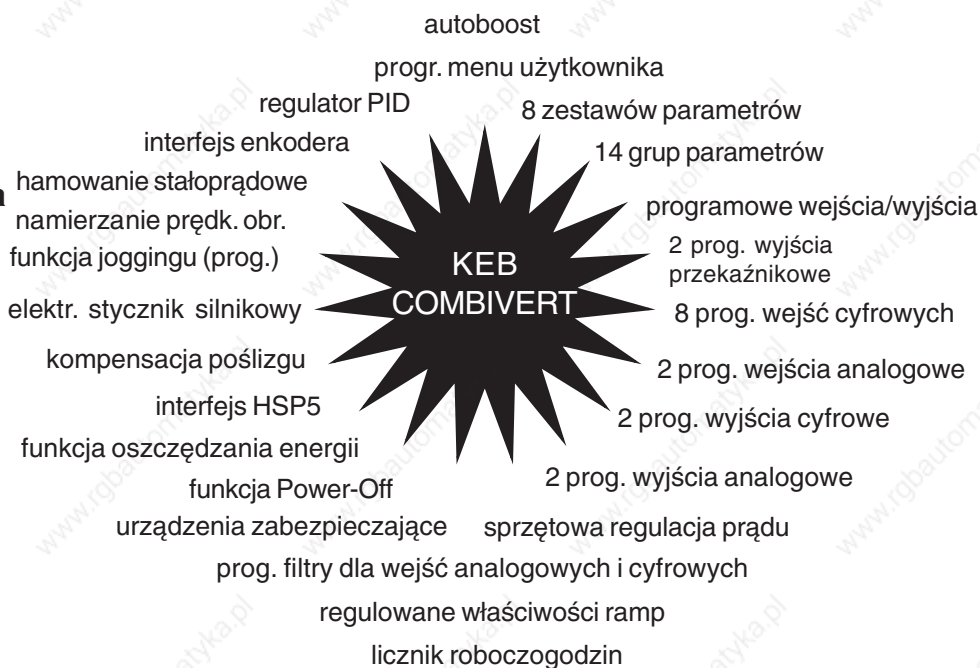 autoboost
progr. menu użytkownika
regulator PID
8 zestawów parametrów
interfejs enkodera
14 grup parametrów
hamowanie stałoprądowe
namierzanie prędk. obr.
programowe wejścia/wyjścia
funkcja joggingu (prog.)
2 prog. wyjścia
przekaźnikowe
KEB
COMBIVERT
elektr. stycznik silnikowy
8 prog. wejść cyfrowych
kompensacja poślizgu
2 prog. wejścia analogowe
interfejs HSP5
2 prog. wyjścia cyfrowe
funkcja oszczędzania energii
2 prog. wyjścia analogowe
funkcja Power-Off
urządzenia zabezpieczające
sprzętowa regulacja prądu
prog. filtry dla wejść analogowych i cyfrowych
regulowane właściwości ramp
licznik roboczogodzin
www.rgbautomatyka.pl